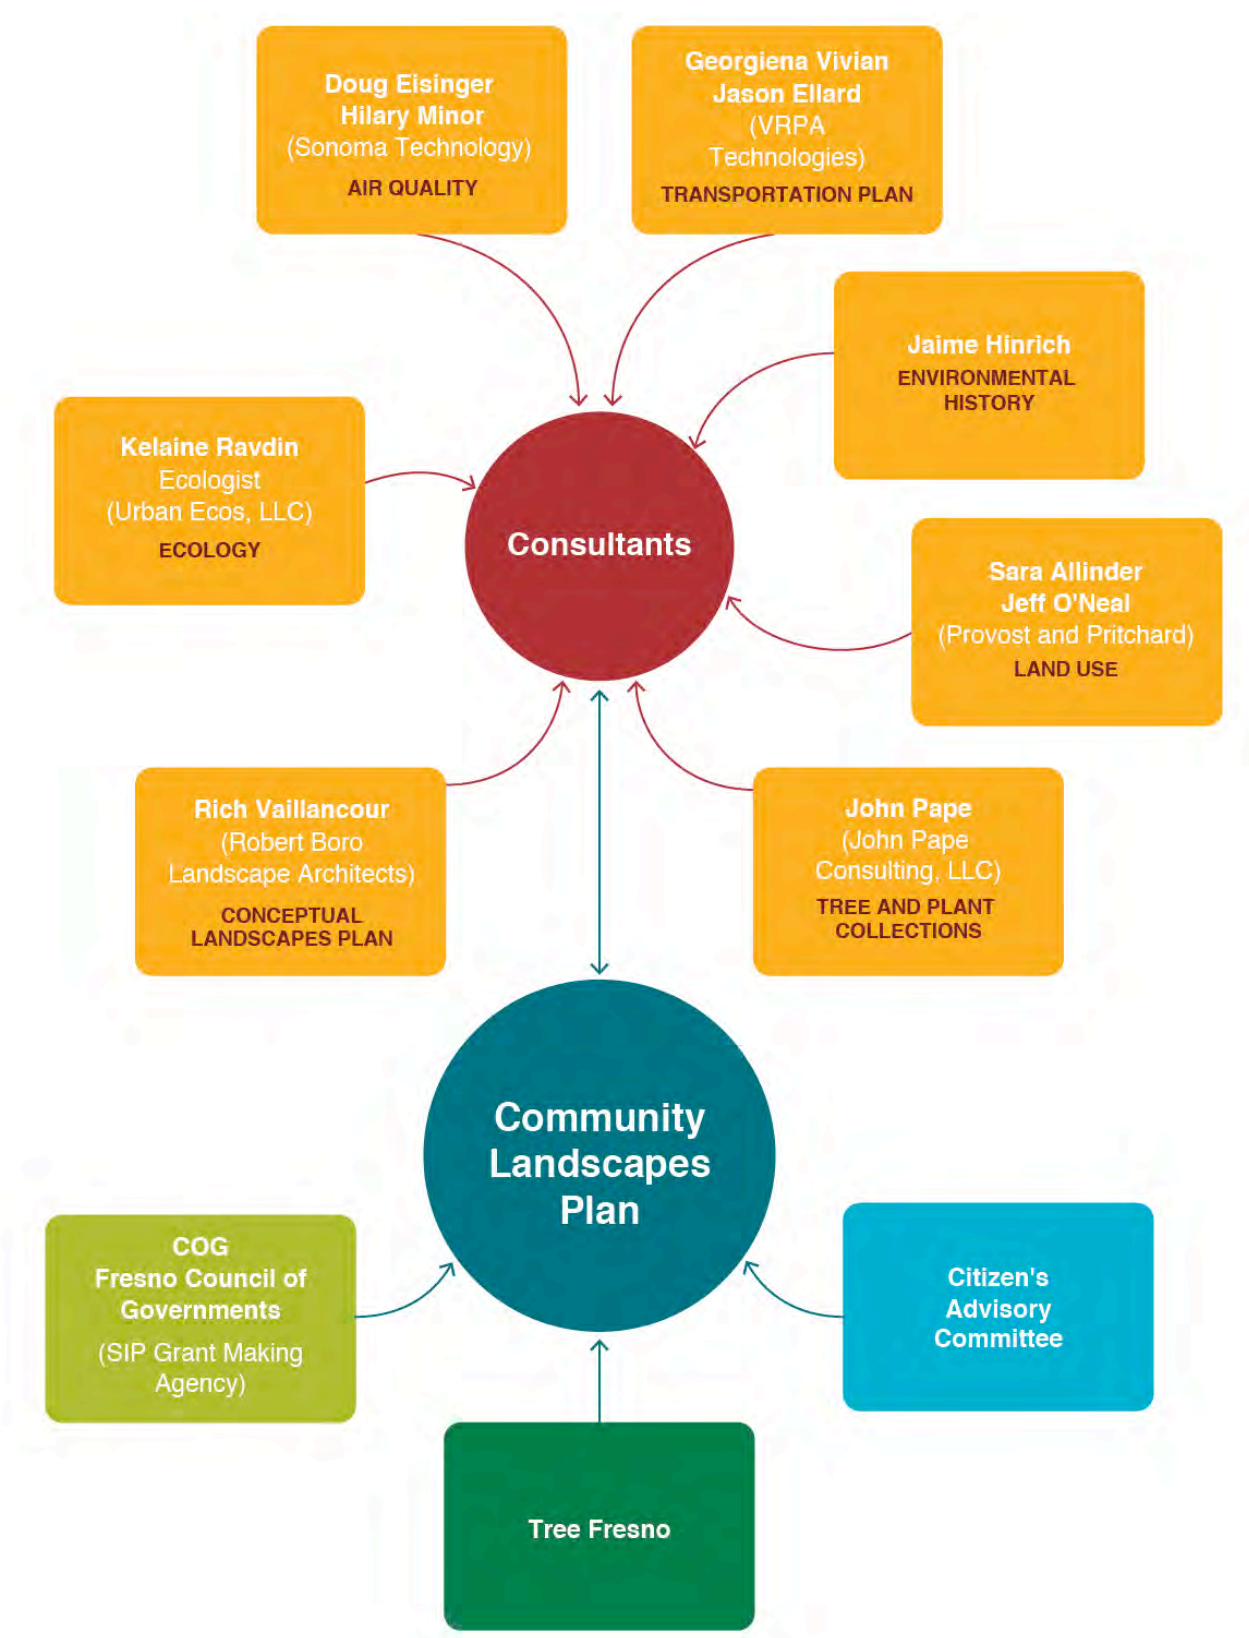 Doug Eisinger
Hilary Minor
(Sonoma Technology)
AIR QUALITY
Georgiena Vivian
Jason Ellard
(VRPA
Technologies)
TRANSPORTATION PLAN
Jaime Hinrich
ENVIRONMENTAL
HISTORY
Kelaine Ravdin
Ecologist
(Urban Ecos, LLC)
ECOLOGY
Consultants
Sara Allinder
Jeff O'Neal
(Provost and Pritchard)
LAND USE
Rich Vaillancour
(Robert Boro
Landscape Architects)
CONCEPTUAL
LANDSCAPES PLAN
John Pape
(John Pape
Consulting, LLC)
TREE AND PLANT
COLLECTIONS
Community
Landscapes
Plan
COG
Fresno Council of
Governments
(SIP Grant Making
Agency)
Citizen's
Advisory
Committee
Tree Fresno